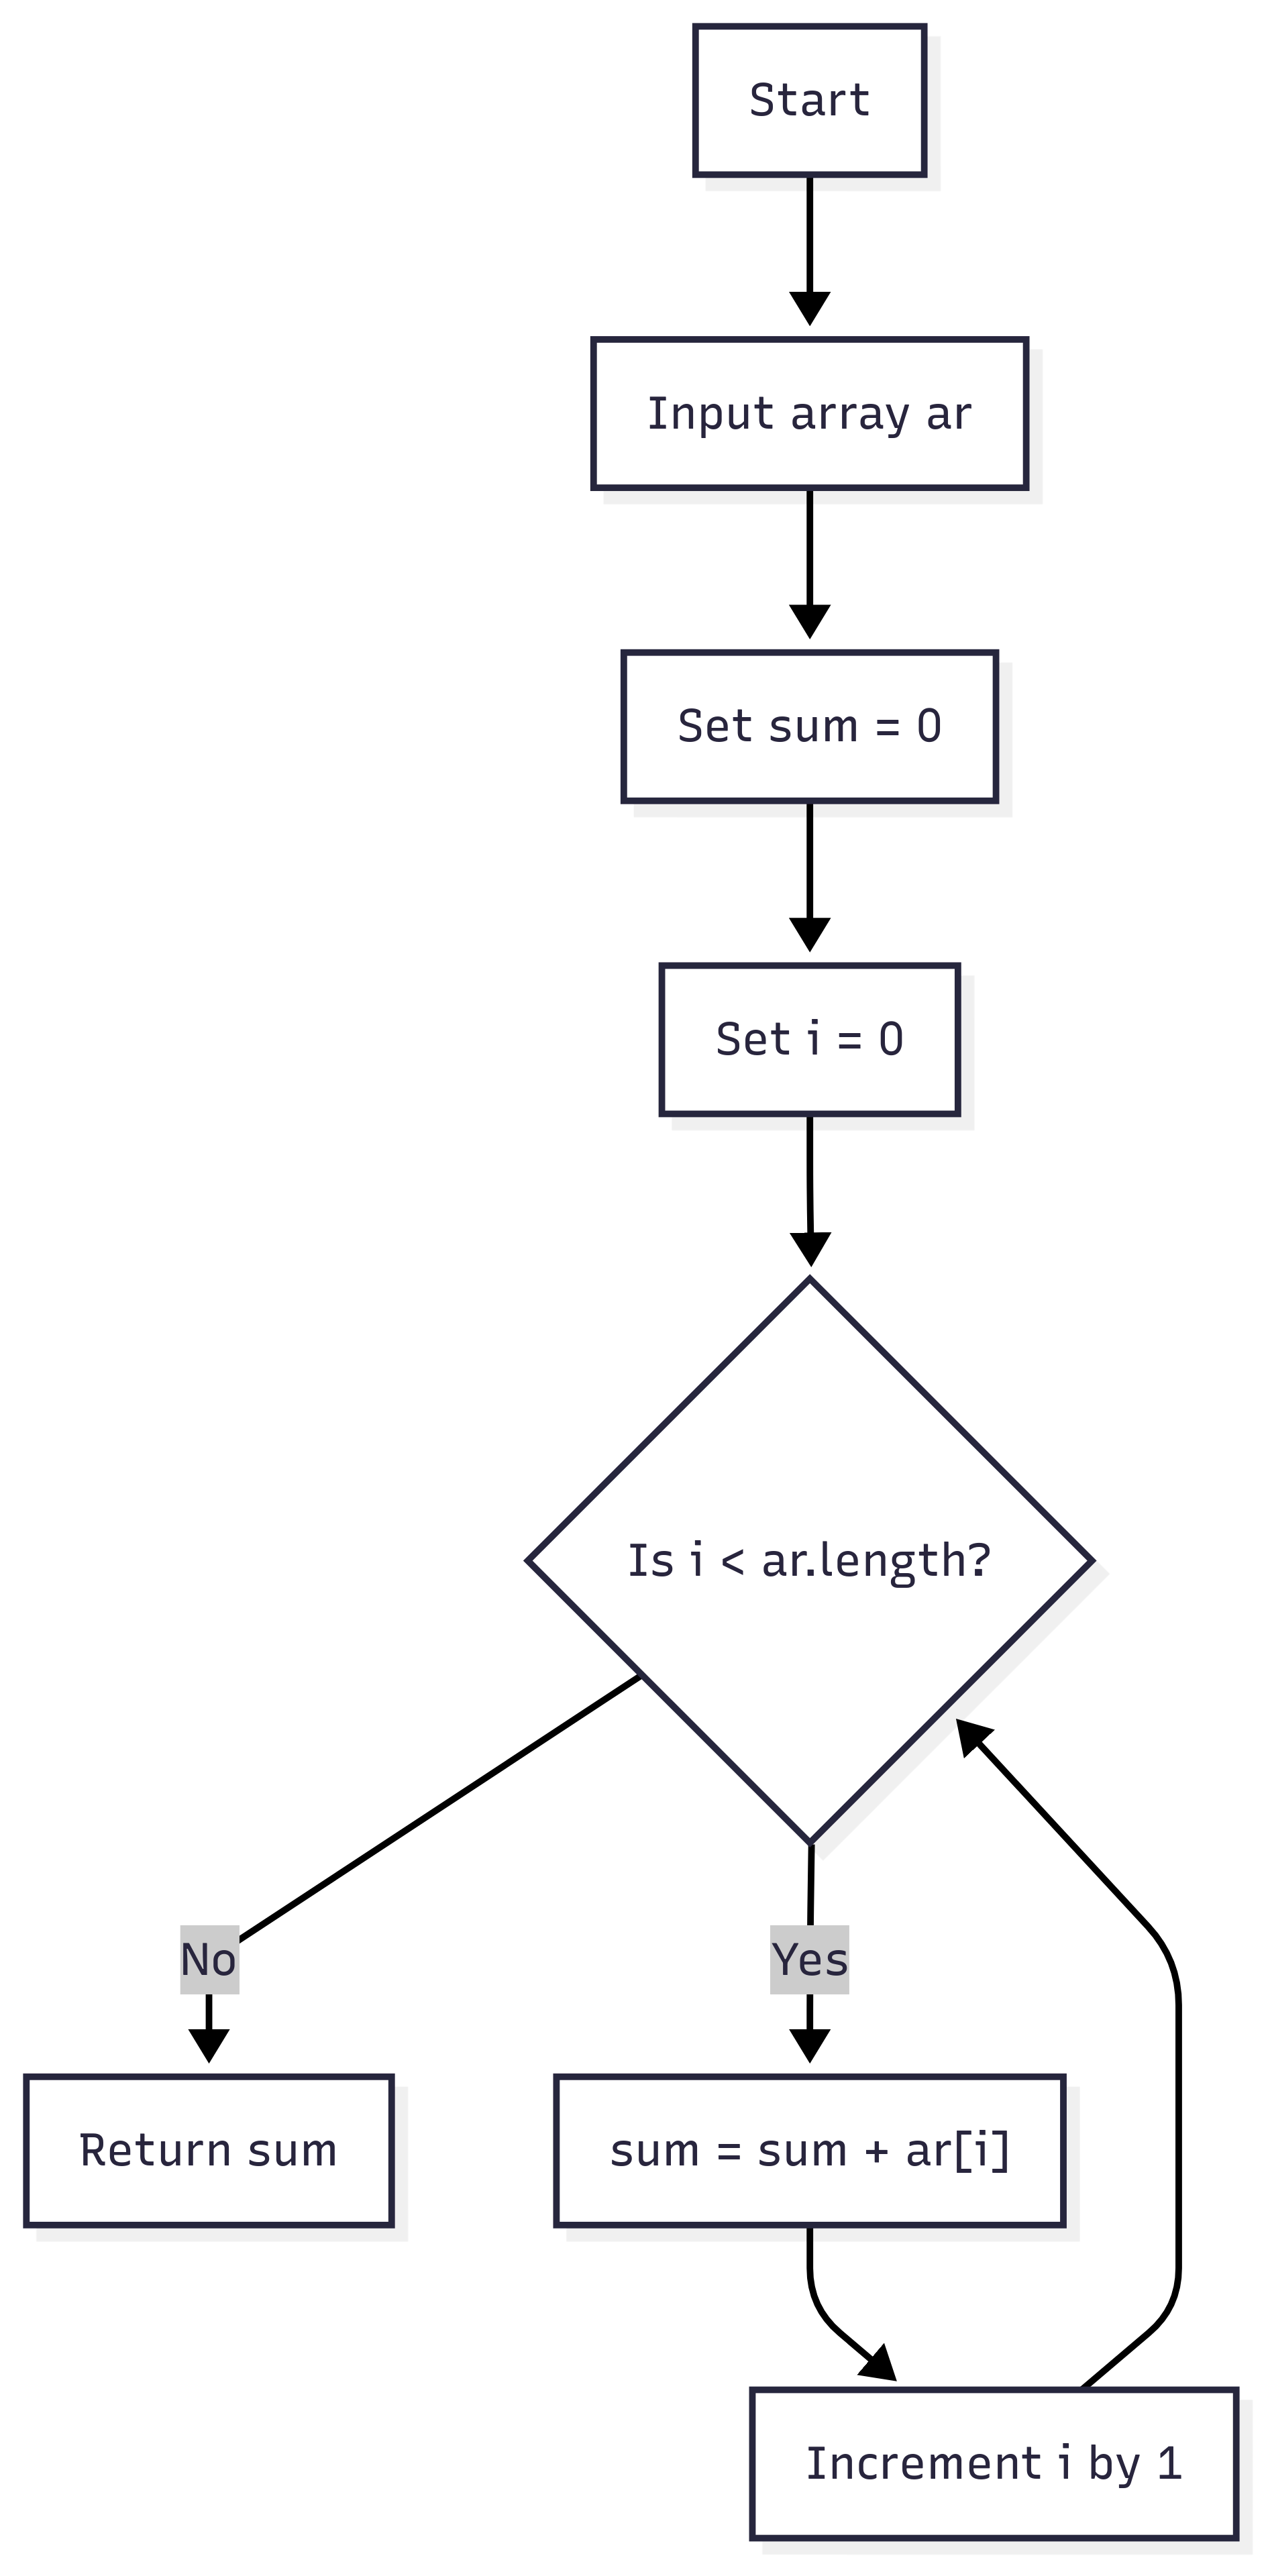 Start
Input array ar
Set sum = 0
Set i = 0
Is i < ar.length?
No
Yes
Return sum
sum = sum + ar[i]
Increment i by 1